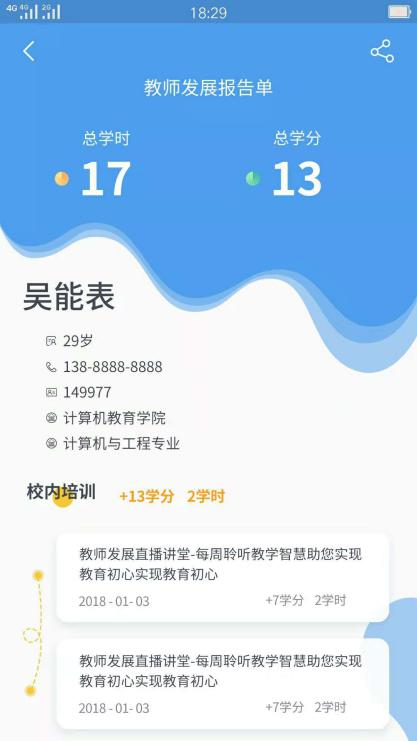 4G 4G 2G 18:29
教师发展报告单
总学时 总学分
17 13
吴能表
29岁
138-8888-8888
149977
计算机教育学院
计算机与工程专业
校内培训 +13学分 2学时
教师发展直播讲堂-每周聆听教学智慧助您实现
教育初心实现教育初心
2018-01-03 +7学分 2学时
教师发展直播讲堂-每周聆听教学智慧助您实现
教育初心实现教育初心
2018-01-03 +7学分 2学时